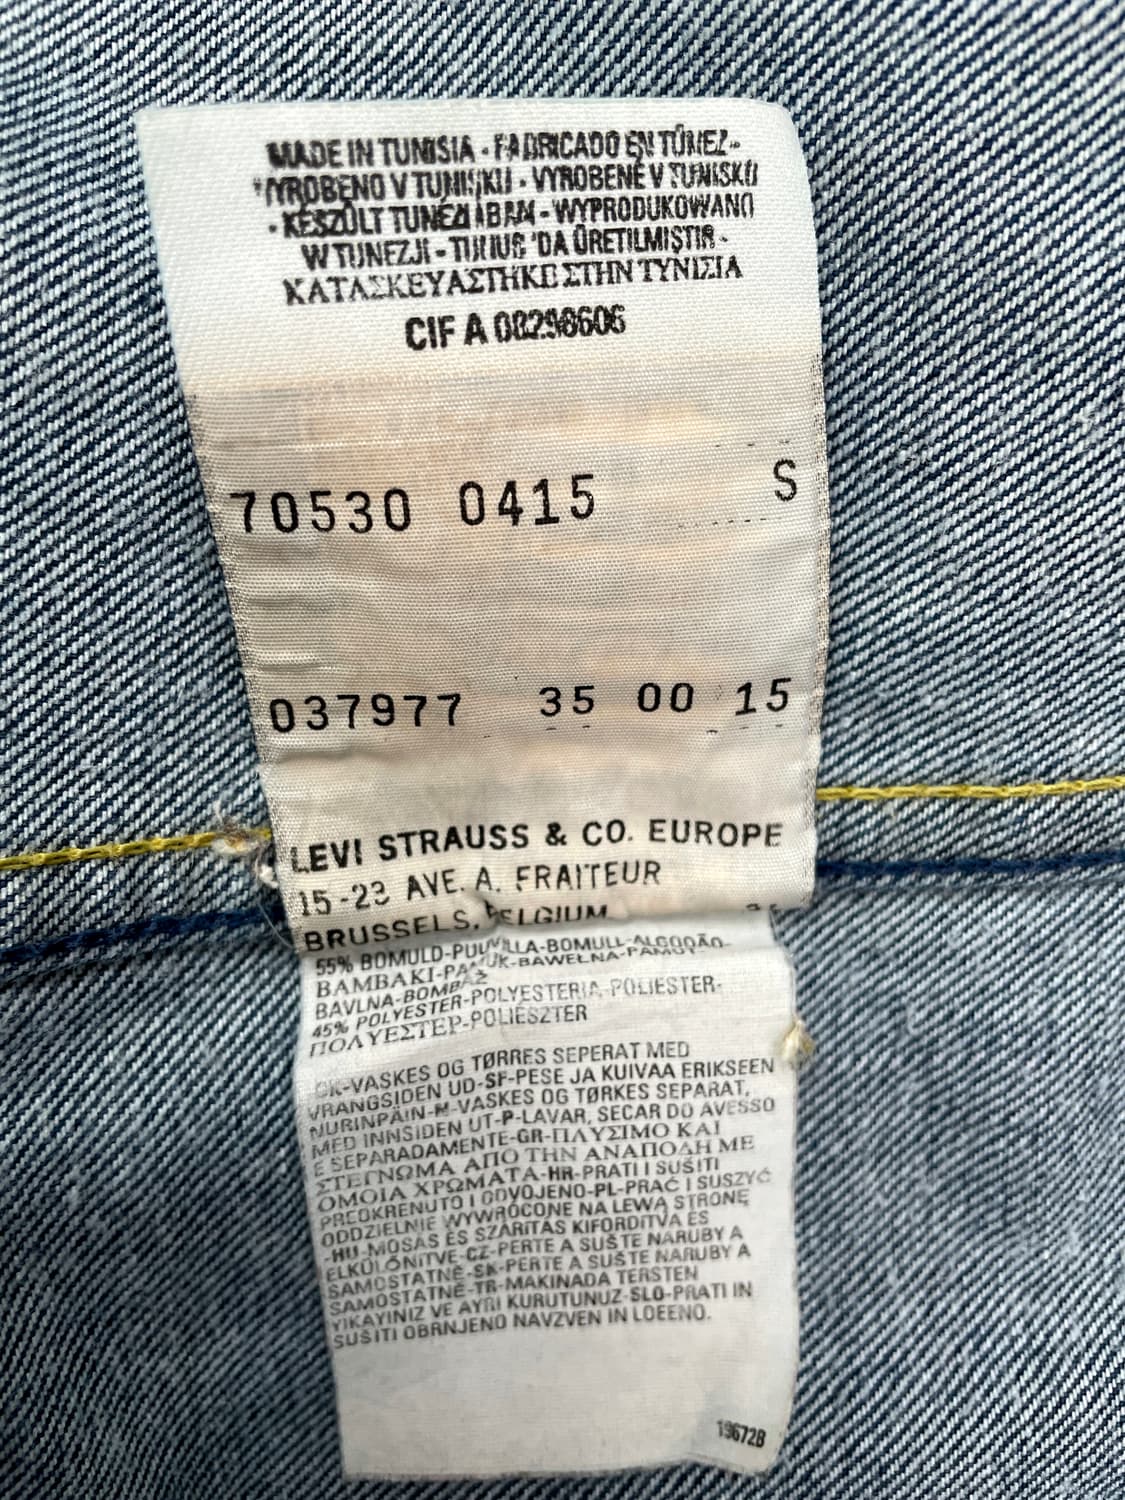 MADE IN TUNISIA - FABRICADO EN TÚNEZ -
VYROBENO V TUNISKU - VYROBENÉ V TUNISKU
- KÉSZÜLT TUNÉZIÁBAN - WYPRODUKOWANO
W TUNEZJI - TUNUS 'DA ÜRETILMIŞTIR -
ΚΑΤΑΣΚΕΥΑΣΤΗΚΕ ΣΤΗΝ ΤΥΝΙΣΙΑ
CIF A 08298606
70530 0415 S
037977 35 00 15
LEVI STRAUSS & CO. EUROPE
15-23 AVE. A. FRAITEUR
BRUSSELS, BELGIUM
55% BOMULD-PUUVILLA-BOMULL-ALGODÃO-
BAMBAKI-PAMUK-BAWEŁNA-PAMUT-
BAVLNA-BOMBAŽ
45% POLYESTER-POLYESTERIA-POLIESTER-
ΠΟΛΥΕΣΤΕΡ-POLIÉSZTER
DK-VASKES OG TØRRES SEPERAT MED
VRANGSIDEN UD-SF-PESE JA KUIVAA ERIKSEEN
NURINPÄIN-N-VASKES OG TØRKES SEPARAT,
MED INNSIDEN UT-P-LAVAR, SECAR DO AVESSO
E SEPARADAMENTE-GR-ΠΛΥΣΙΜΟ ΚΑΙ
ΣΤΕΓΝΩΜΑ ΑΠΟ ΤΗΝ ΑΝΑΠΟΔΗ ΜΕ
ΟΜΟΙΑ ΧΡΩΜΑΤΑ-HR-PRATI I SUŠITI
PREOKRENUTO I ODVOJENO-PL-PRAĆ I SUSZYĆ
ODDZIELNIE WYWRÓCONE NA LEWĄ STRONĘ
-HU-MOSÁS ÉS SZÁRÍTÁS KIFORDÍTVA ÉS
ELKÜLÖNÍTVE-CZ-PERTE A SUŠTE NARUBY A
SAMOSTATNĚ-SK-PERTE A SUŠTE NARUBY A
SAMOSTATNE-TR-MAKINADA TERSTEN
YIKAYINIZ VE AYRI KURUTUNUZ-SLO-PRATI IN
SUŠITI OBRNJENO NAVZVEN IN LOEENO.
19672B